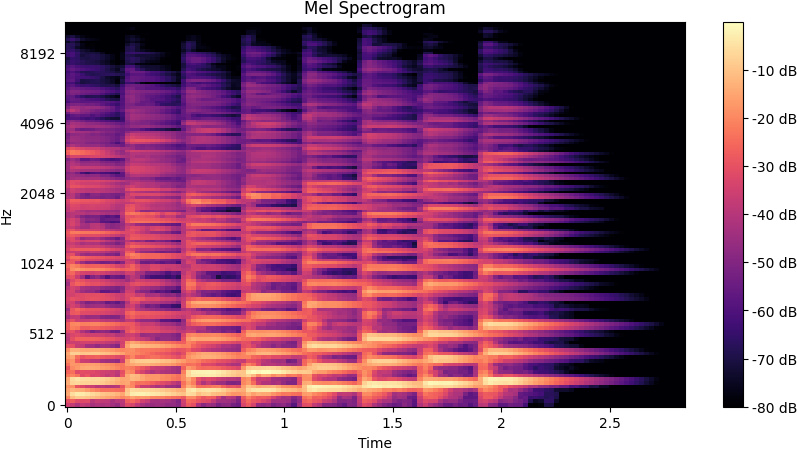 Mel Spectrogram
8192
4096
2048
1024
512
0
Hz
0
0.5
1
1.5
2
2.5
Time
-10 dB
-20 dB
-30 dB
-40 dB
-50 dB
-60 dB
-70 dB
-80 dB